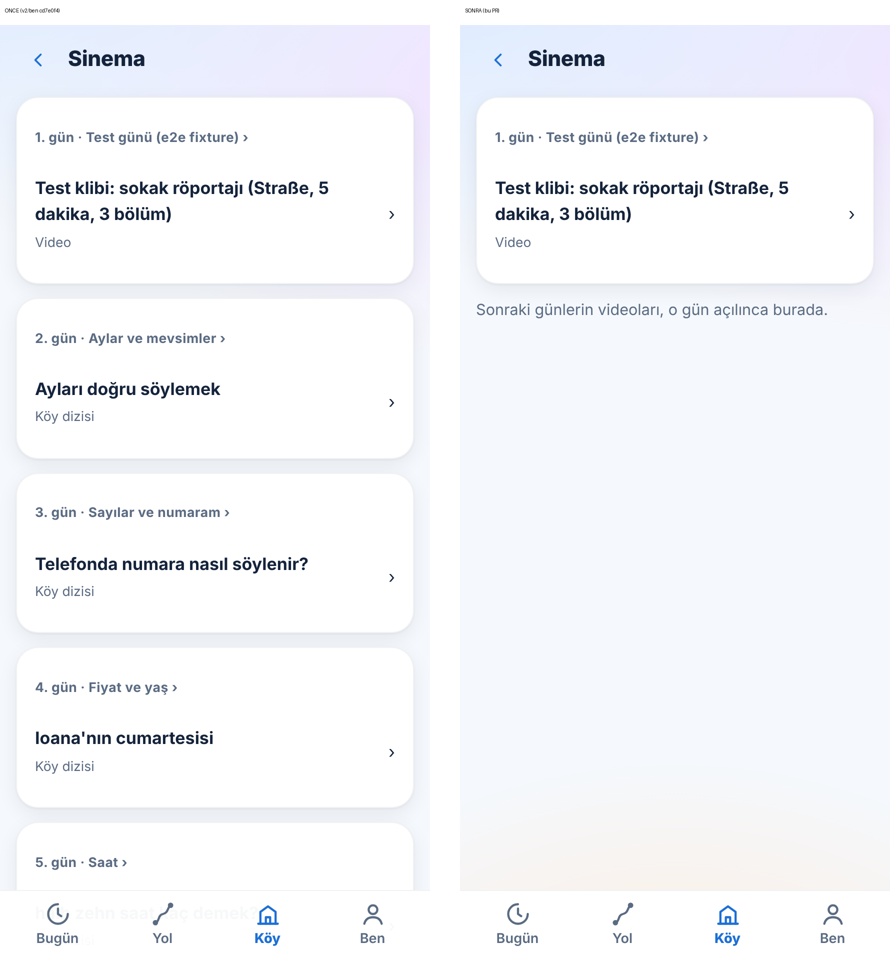 ÖNCE (v2/ben cd7e0f4)
Sinema
1. gün · Test günü (e2e fixture) ›
Test klibi: sokak röportajı (Straße, 5
dakika, 3 bölüm)
›
Video
2. gün · Aylar ve mevsimler ›
Ayları doğru söylemek
›
Köy dizisi
3. gün · Sayılar ve numaram ›
Telefonda numara nasıl söylenir?
›
Köy dizisi
4. gün · Fiyat ve yaş ›
Ioana'nın cumartesisi
›
Köy dizisi
5. gün · Saat ›
zehn saat kaç demek?
Bugün
Yol
Köy
Ben
SONRA (bu PR)
Sinema
1. gün · Test günü (e2e fixture) ›
Test klibi: sokak röportajı (Straße, 5
dakika, 3 bölüm)
›
Video
Sonraki günlerin videoları, o gün açılınca burada.
Bugün
Yol
Köy
Ben